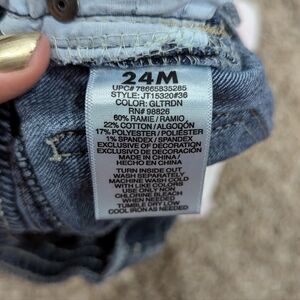 24M
UPC# 78665835285
STYLE: JT15320#36
COLOR: GLTRDN
RN# 98826
60% RAMIE / RAMIO
22% COTTON / ALGODÓN
17% POLYESTER / POLIÉSTER
1% SPANDEX / SPANDEX
EXCLUSIVE OF DECORATION
EXCLUSIVO DE DECORACIÓN
MADE IN CHINA /
HECHO EN CHINA
TURN INSIDE OUT
WASH SEPARATELY
MACHINE WASH COLD
WITH LIKE COLORS
USE ONLY NON
CHLORINE BLEACH
WHEN NEEDED
TUMBLE DRY LOW
COOL IRON AS NEEDED